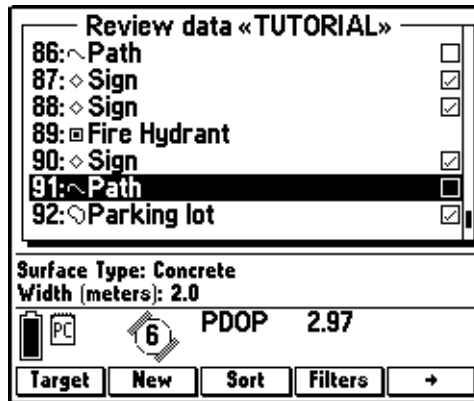 Review data «TUTORIAL»
86: Path
87: Sign
88: Sign
89: Fire Hydrant
90: Sign
91: Path
92: Parking lot
Surface Type: Concrete
Width (meters): 2.0
PC 6 PDOP 2.97
Target New Sort Filters →